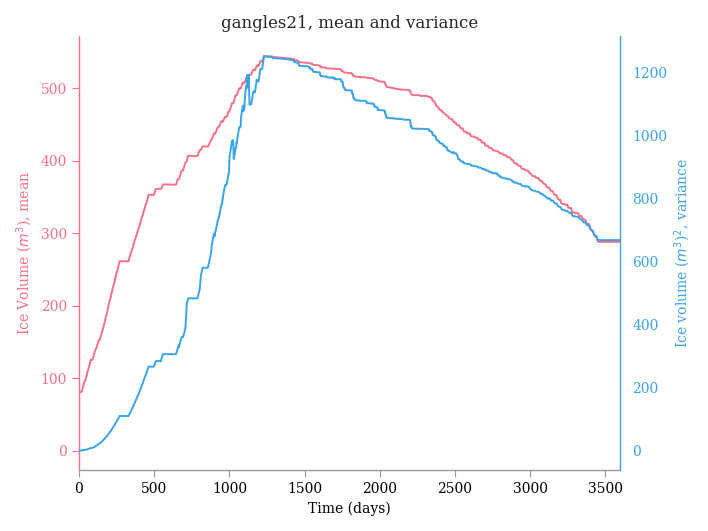 gangles21, mean and variance
Ice Volume (m³), mean
500
400
300
200
100
0
1200
1000
800
600
400
200
0
Ice volume (m³)², variance
0 500 1000 1500 2000 2500 3000 3500
Time (days)